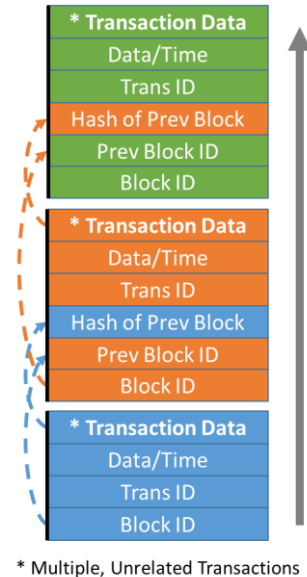 * Transaction Data
Data/Time
Trans ID
Hash of Prev Block
Prev Block ID
Block ID
* Transaction Data
Data/Time
Trans ID
Hash of Prev Block
Prev Block ID
Block ID
* Transaction Data
Data/Time
Trans ID
Block ID
* Multiple, Unrelated Transactions